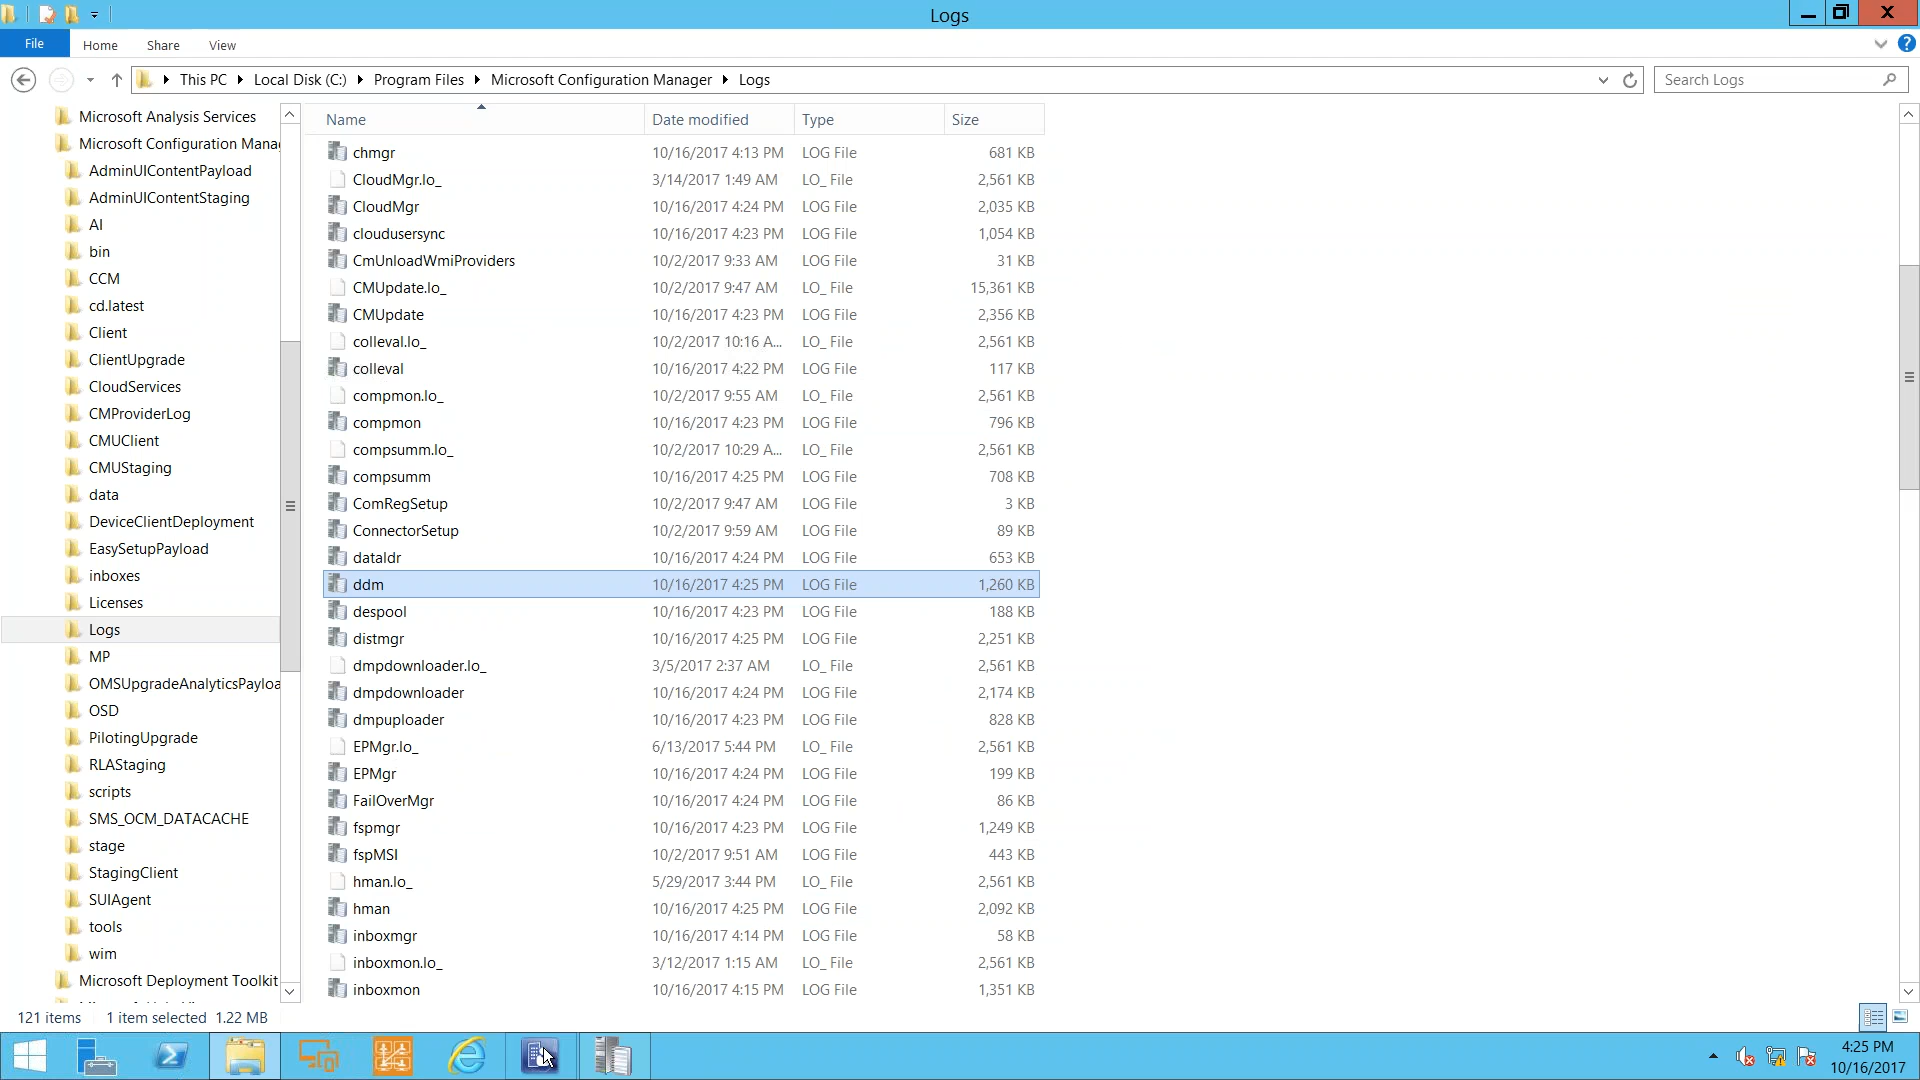 Logs
File Home Share View
This PC Local Disk (C:) Program Files Microsoft Configuration Manager Logs
Search Logs
Microsoft Analysis Services
Microsoft Configuration Mana
AdminUIContentPayload
AdminUIContentStaging
AI
bin
CCM
cd.latest
Client
ClientUpgrade
CloudServices
CMProviderLog
CMUClient
CMUStaging
data
DeviceClientDeployment
EasySetupPayload
inboxes
Licenses
Logs
MP
OMSUpgradeAnalyticsPayloa
OSD
PilotingUpgrade
RLAStaging
scripts
SMS_OCM_DATACACHE
stage
StagingClient
SUIAgent
tools
wim
Microsoft Deployment Toolkit
Name Date modified Type Size
chmgr 10/16/2017 4:13 PM LOG File 681 KB
CloudMgr.lo_ 3/14/2017 1:49 AM LO_ File 2,561 KB
CloudMgr 10/16/2017 4:24 PM LOG File 2,035 KB
cloudusersync 10/16/2017 4:23 PM LOG File 1,054 KB
CmUnloadWmiProviders 10/2/2017 9:33 AM LOG File 31 KB
CMUpdate.lo_ 10/2/2017 9:47 AM LO_ File 15,361 KB
CMUpdate 10/16/2017 4:23 PM LOG File 2,356 KB
colleval.lo_ 10/2/2017 10:16 A... LO_ File 2,561 KB
colleval 10/16/2017 4:22 PM LOG File 117 KB
compmon.lo_ 10/2/2017 9:55 AM LO_ File 2,561 KB
compmon 10/16/2017 4:23 PM LOG File 796 KB
compsumm.lo_ 10/2/2017 10:29 A... LO_ File 2,561 KB
compsumm 10/16/2017 4:25 PM LOG File 708 KB
ComRegSetup 10/2/2017 9:47 AM LOG File 3 KB
ConnectorSetup 10/2/2017 9:59 AM LOG File 89 KB
dataldr 10/16/2017 4:24 PM LOG File 653 KB
ddm 10/16/2017 4:25 PM LOG File 1,260 KB
despool 10/16/2017 4:23 PM LOG File 188 KB
distmgr 10/16/2017 4:25 PM LOG File 2,251 KB
dmpdownloader.lo_ 3/5/2017 2:37 AM LO_ File 2,561 KB
dmpdownloader 10/16/2017 4:24 PM LOG File 2,174 KB
dmpuploader 10/16/2017 4:23 PM LOG File 828 KB
EPMgr.lo_ 6/13/2017 5:44 PM LO_ File 2,561 KB
EPMgr 10/16/2017 4:24 PM LOG File 199 KB
FailOverMgr 10/16/2017 4:24 PM LOG File 86 KB
fspmgr 10/16/2017 4:23 PM LOG File 1,249 KB
fspMSI 10/2/2017 9:51 AM LOG File 443 KB
hman.lo_ 5/29/2017 3:44 PM LO_ File 2,561 KB
hman 10/16/2017 4:25 PM LOG File 2,092 KB
inboxmgr 10/16/2017 4:14 PM LOG File 58 KB
inboxmon.lo_ 3/12/2017 1:15 AM LO_ File 2,561 KB
inboxmon 10/16/2017 4:15 PM LOG File 1,351 KB
121 items 1 item selected 1.22 MB
4:25 PM
10/16/2017